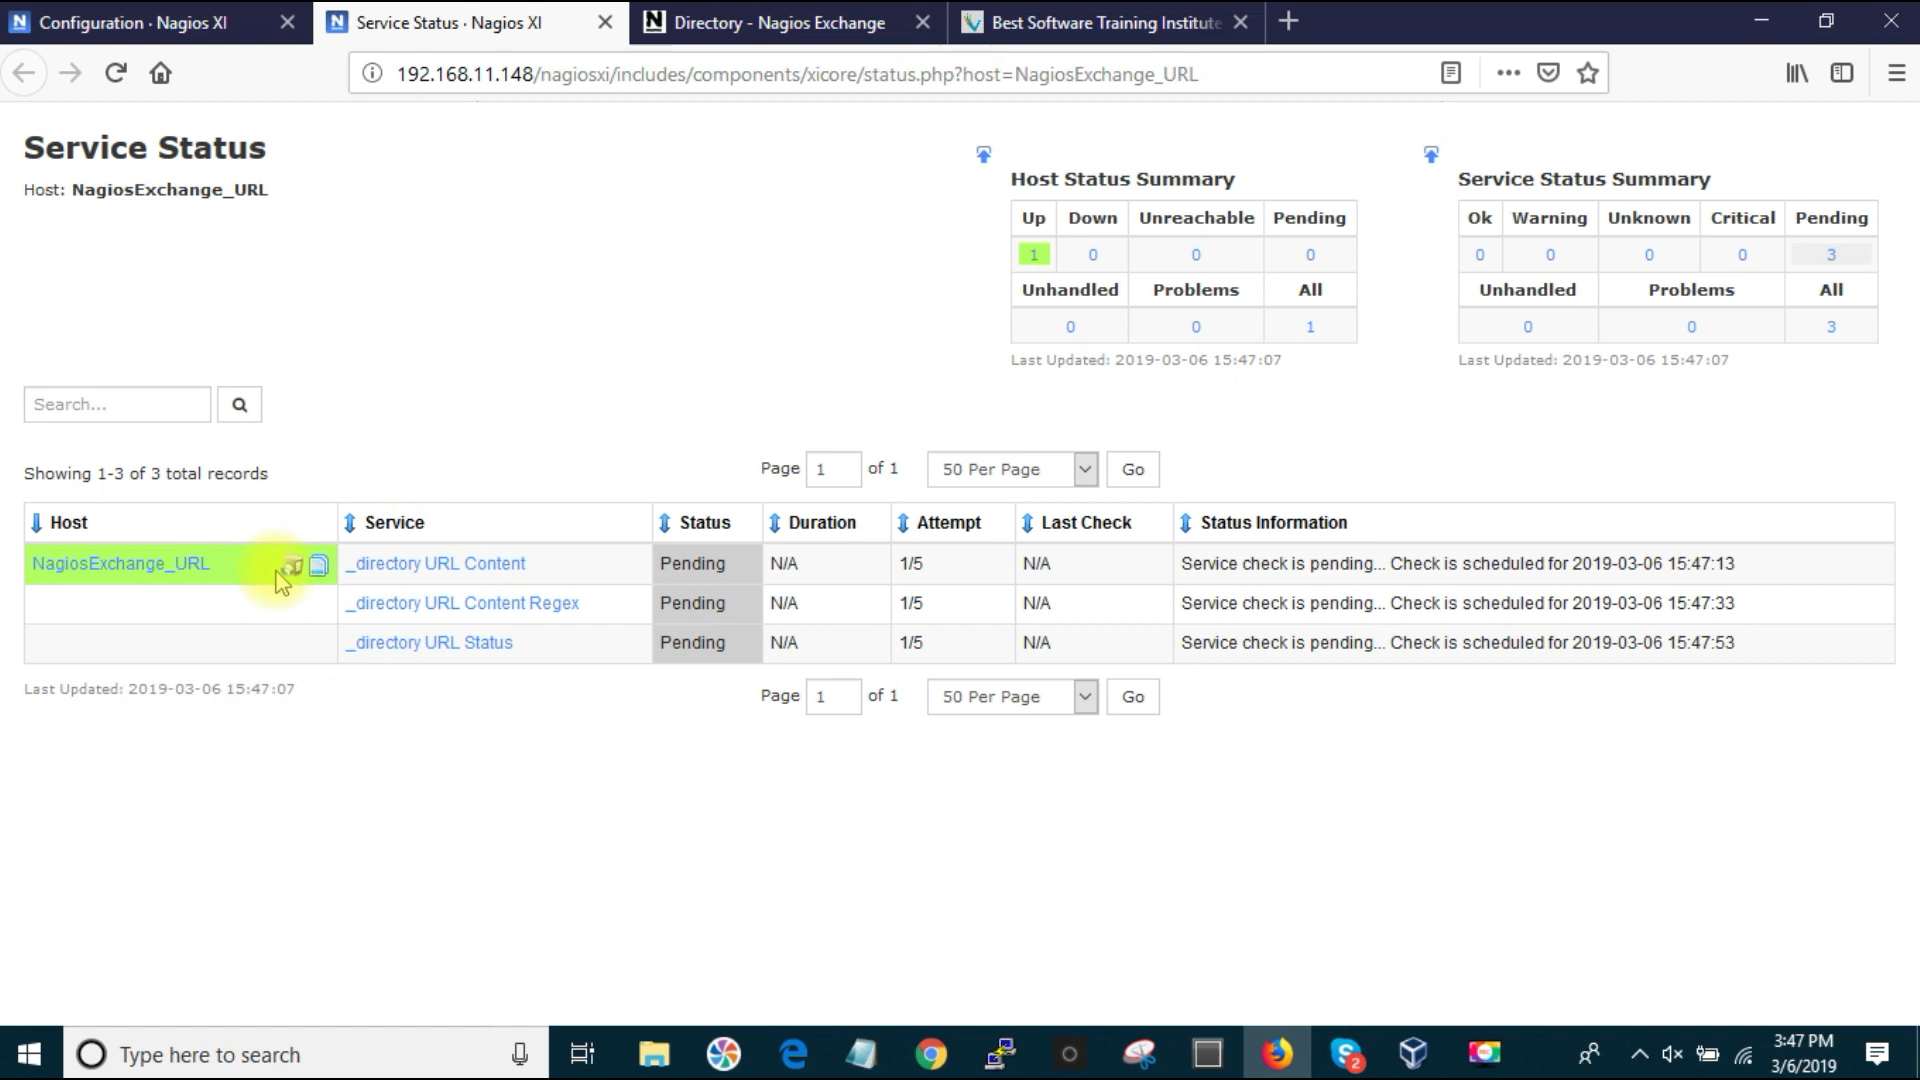 Configuration · Nagios XI
Service Status · Nagios XI
Directory - Nagios Exchange
Best Software Training Institute
192.168.11.148/nagiosxi/includes/components/xicore/status.php?host=NagiosExchange_URL
Service Status
Host: NagiosExchange_URL
Host Status Summary
Up Down Unreachable Pending
1 0 0 0
Unhandled Problems All
0 0 1
Last Updated: 2019-03-06 15:47:07
Service Status Summary
Ok Warning Unknown Critical Pending
0 0 0 0 3
Unhandled Problems All
0 0 3
Last Updated: 2019-03-06 15:47:07
Search...
Showing 1-3 of 3 total records
Page 1 of 1 50 Per Page Go
Host Service Status Duration Attempt Last Check Status Information
NagiosExchange_URL _directory URL Content Pending N/A 1/5 N/A Service check is pending... Check is scheduled for 2019-03-06 15:47:13
_directory URL Content Regex Pending N/A 1/5 N/A Service check is pending... Check is scheduled for 2019-03-06 15:47:33
_directory URL Status Pending N/A 1/5 N/A Service check is pending... Check is scheduled for 2019-03-06 15:47:53
Last Updated: 2019-03-06 15:47:07
Page 1 of 1 50 Per Page Go
Type here to search
2
3:47 PM
3/6/2019